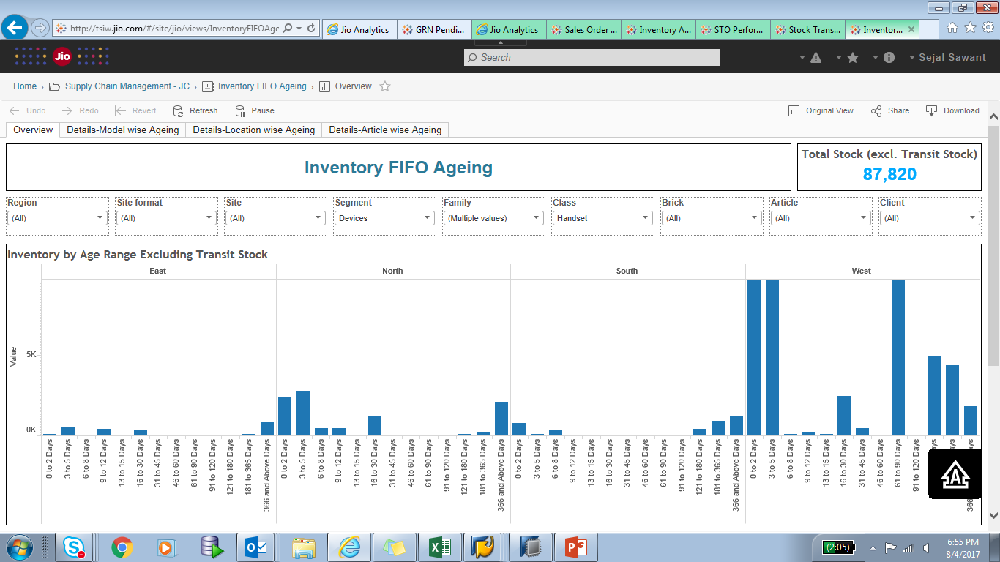 http://tsiw.jio.com/#/site/jio/views/InventoryFIFOAge
Jio Analytics
GRN Pendi...
Jio Analytics
Sales Order ...
Inventory A...
STO Perfor...
Stock Trans...
Inventor...
Jio
Search
Sejal Sawant
Home › Supply Chain Management - JC › Inventory FIFO Ageing › Overview
Undo Redo Revert Refresh Pause Original View Share Download
Overview Details-Model wise Ageing Details-Location wise Ageing Details-Article wise Ageing
Inventory FIFO Ageing
Total Stock (excl. Transit Stock)
87,820
Region Site format Site Segment Family Class Brick Article Client
(All) (All) (All) Devices (Multiple values) Handset (All) (All) (All)
Inventory by Age Range Excluding Transit Stock
East North South West
Value
5K
0K
0 to 2 Days
3 to 5 Days
6 to 8 Days
9 to 12 Days
13 to 15 Days
16 to 30 Days
31 to 45 Days
46 to 60 Days
61 to 90 Days
91 to 120 Days
121 to 180 Days
181 to 365 Days
366 and Above Days
0 to 2 Days
3 to 5 Days
6 to 8 Days
9 to 12 Days
13 to 15 Days
16 to 30 Days
31 to 45 Days
46 to 60 Days
61 to 90 Days
91 to 120 Days
121 to 180 Days
181 to 365 Days
366 and Above Days
0 to 2 Days
3 to 5 Days
6 to 8 Days
9 to 12 Days
13 to 15 Days
16 to 30 Days
31 to 45 Days
46 to 60 Days
61 to 90 Days
91 to 120 Days
121 to 180 Days
181 to 365 Days
366 and Above Days
0 to 2 Days
3 to 5 Days
6 to 8 Days
9 to 12 Days
13 to 15 Days
16 to 30 Days
31 to 45 Days
46 to 60 Days
61 to 90 Days
91 to 120 Days
366
A
(2:05)
6:55 PM
8/4/2017